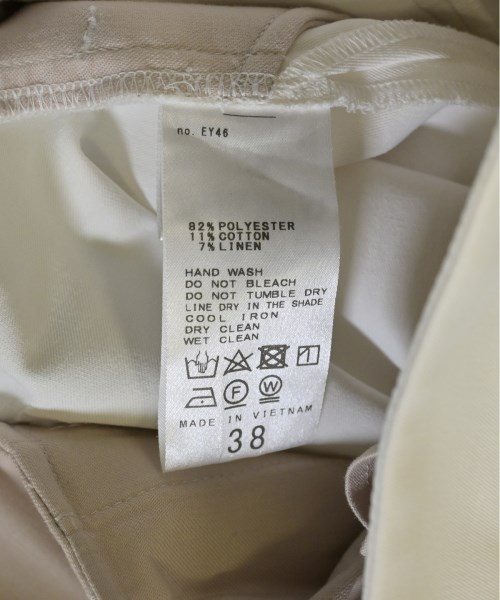 no. EY46
82% POLYESTER
11% COTTON
7% LINEN
HAND WASH
DO NOT BLEACH
DO NOT TUMBLE DRY
LINE DRY IN THE SHADE
COOL IRON
DRY CLEAN
WET CLEAN
F W
MADE IN VIETNAM
38